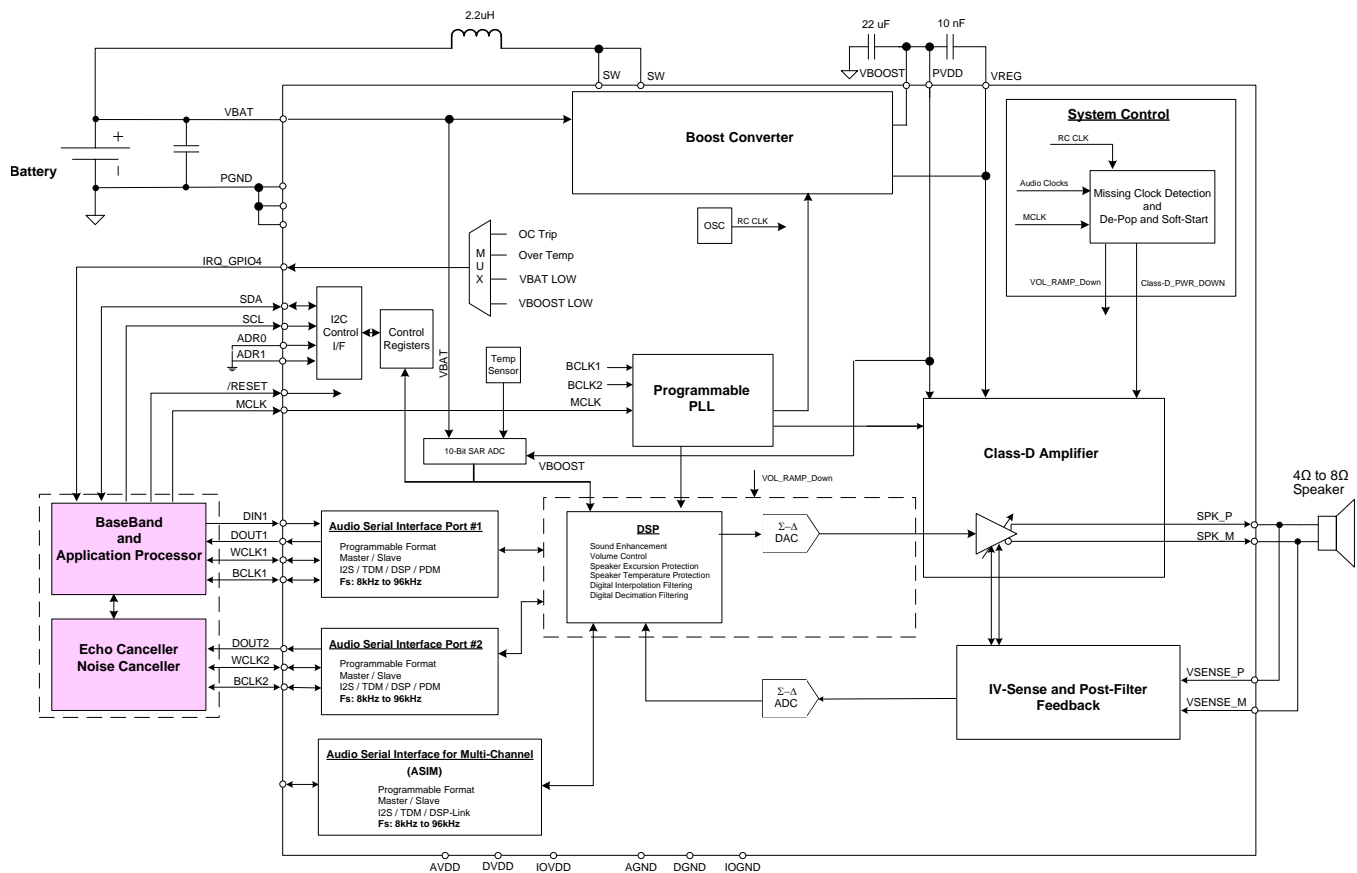 2.2uH
22 uF
10 nF
SW
SW
VBOOST
PVDD
VREG
VBAT
Boost Converter
System Control
RC CLK
Audio Clocks
MCLK
Missing Clock Detection
and
De-Pop and Soft-Start
VOL_RAMP_Down
Class-D_PWR_DOWN
+
Battery
PGND
OSC
RC CLK
MUX
OC Trip
Over Temp
VBAT LOW
VBOOST LOW
IRQ_GPIO4
SDA
SCL
ADR0
ADR1
/RESET
MCLK
I2C
Control
I/F
Control
Registers
VBAT
Temp
Sensor
BCLK1
BCLK2
MCLK
Programmable
PLL
10-Bit SAR ADC
VBOOST
Class-D Amplifier
4Ω to 8Ω
Speaker
SPK_P
SPK_M
VOL_RAMP_Down
BaseBand
and
Application Processor
DIN1
DOUT1
WCLK1
BCLK1
Audio Serial Interface Port #1
Programmable Format
Master / Slave
I2S / TDM / DSP / PDM
Fs: 8kHz to 96kHz
DSP
Sound Enhancement
Volume Control
Speaker Excursion Protection
Speaker Temperature Protection
Digital Interpolation Filtering
Digital Decimation Filtering
Σ–Δ
DAC
Echo Canceller
Noise Canceller
DOUT2
WCLK2
BCLK2
Audio Serial Interface Port #2
Programmable Format
Master / Slave
I2S / TDM / DSP / PDM
Fs: 8kHz to 96kHz
Σ–Δ
ADC
IV-Sense and Post-Filter
Feedback
VSENSE_P
VSENSE_M
Audio Serial Interface for Multi-Channel
(ASIM)
Programmable Format
Master / Slave
I2S / TDM / DSP-Link
Fs: 8kHz to 96kHz
AVDD
DVDD
IOVDD
AGND
DGND
IOGND